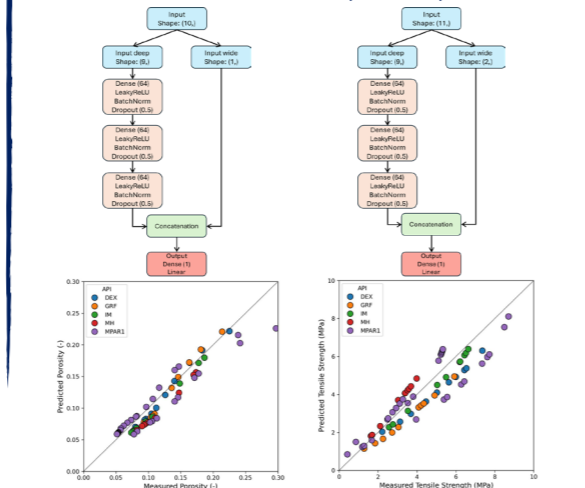 Input
Shape: (10,)
Input deep
Shape: (9,)
Input wide
Shape: (1,)
Dense (64)
LeakyReLU
BatchNorm
Dropout (0.5)
Dense (64)
LeakyReLU
BatchNorm
Dropout (0.5)
Dense (64)
LeakyReLU
BatchNorm
Dropout (0.5)
Concatenation
Output
Dense (1)
Linear
Input
Shape: (11,)
Input deep
Shape: (9,)
Input wide
Shape: (2,)
Dense (64)
LeakyReLU
BatchNorm
Dropout (0.5)
Dense (64)
LeakyReLU
BatchNorm
Dropout (0.5)
Dense (64)
LeakyReLU
BatchNorm
Dropout (0.5)
Concatenation
Output
Dense (1)
Linear
0.30
0.25
0.20
0.15
0.10
0.05
0.00
Predicted Porosity (-)
API
DEX
GRF
IM
MH
MPAR1
0.00 0.05 0.10 0.15 0.20 0.25 0.30
Measured Porosity (-)
10
8
6
4
2
0
Predicted Tensile Strength (MPa)
API
DEX
GRF
IM
MH
MPAR1
0 2 4 6 8 10
Measured Tensile Strength (MPa)